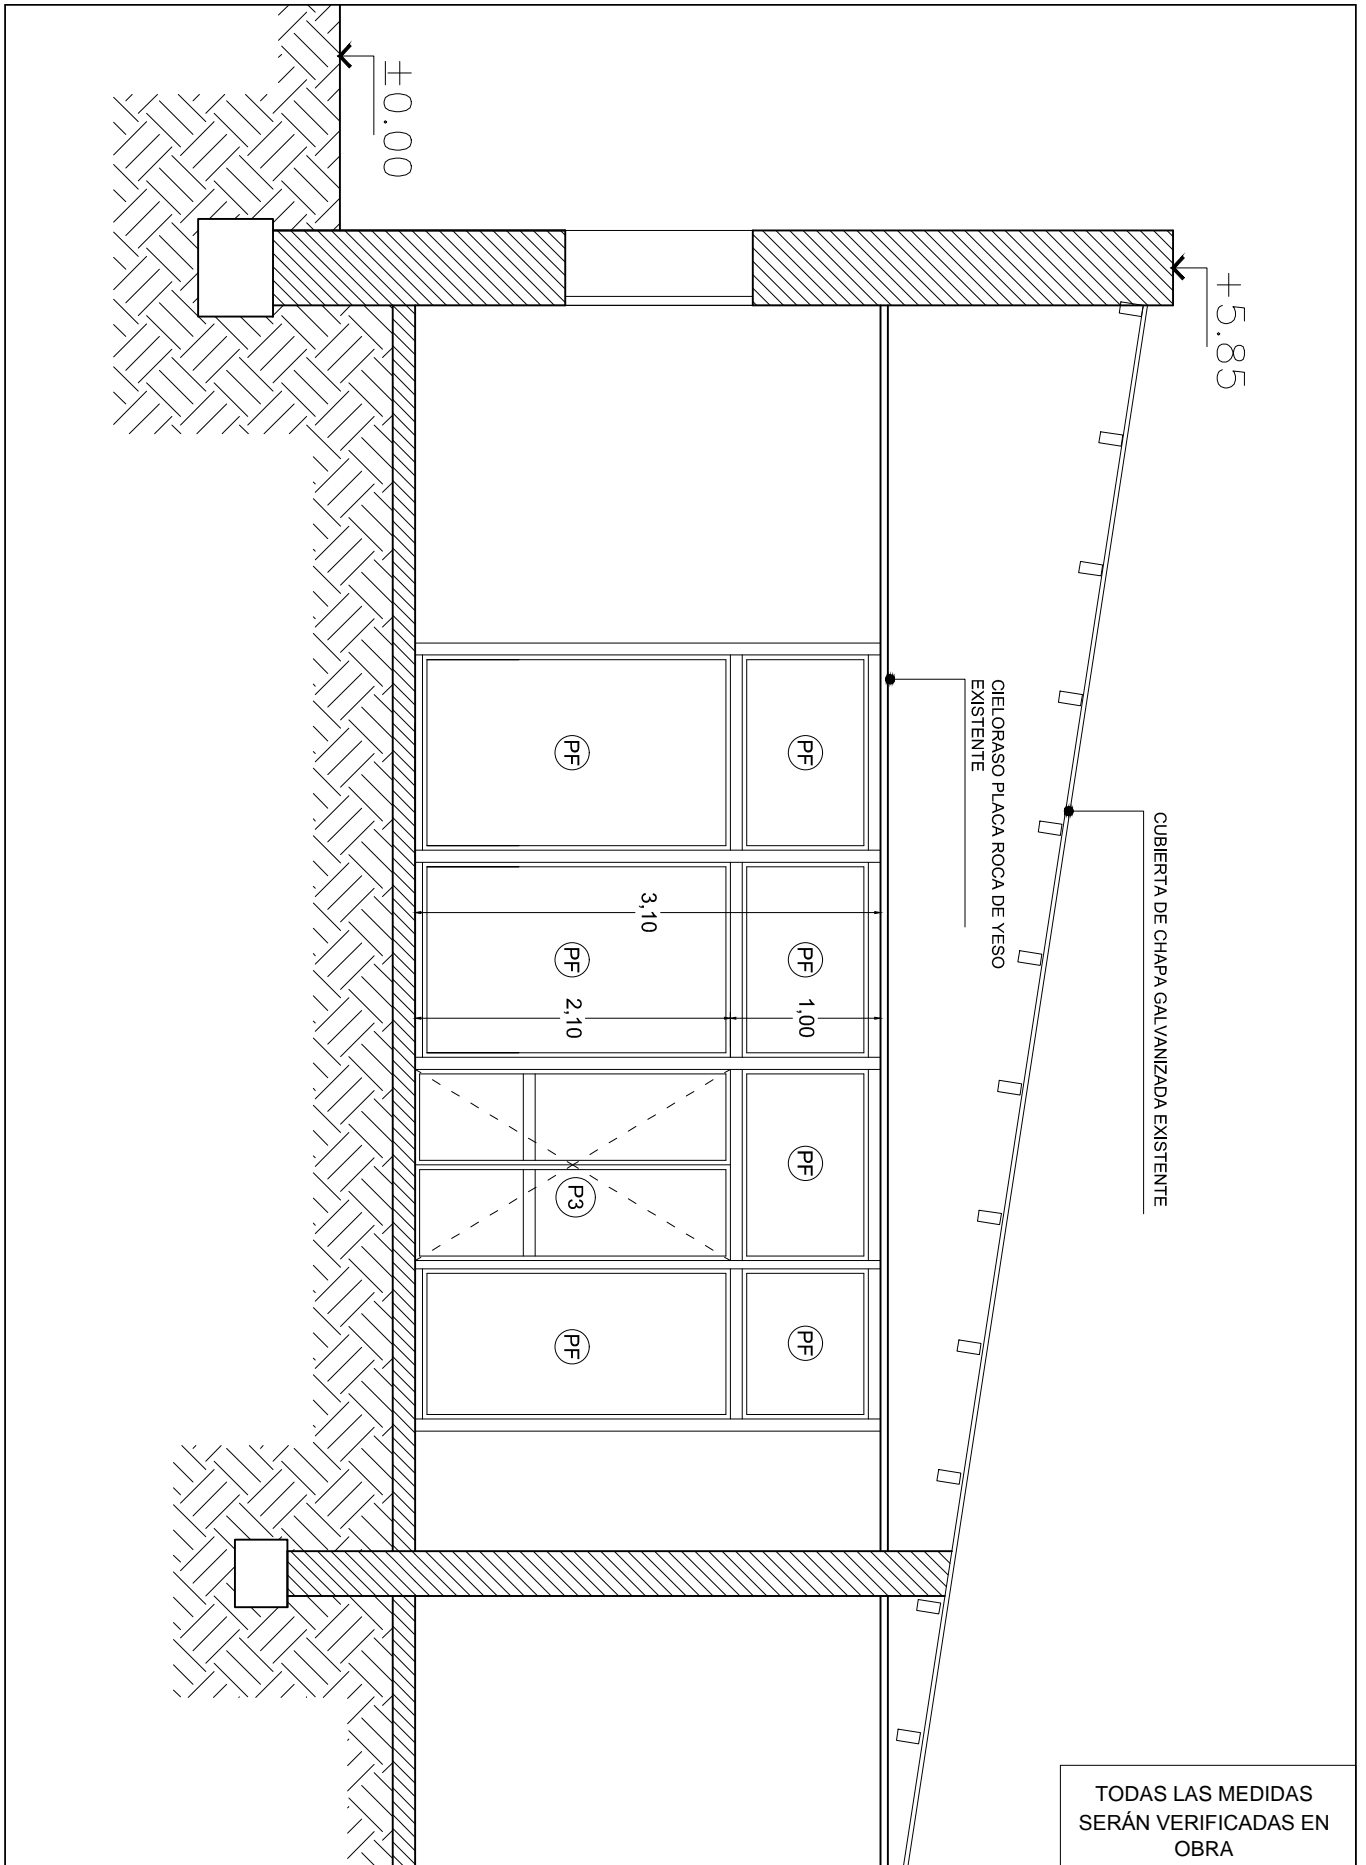 ±0.00
+5.85
CUBIERTA DE CHAPA GALVANIZADA EXISTENTE
CIELORASO PLACA ROCA DE YESO
EXISTENTE
PF
PF
PF
PF
1,00
3,10
PF
PF
2,10
P3
PF
TODAS LAS MEDIDAS
SERÁN VERIFICADAS EN
OBRA